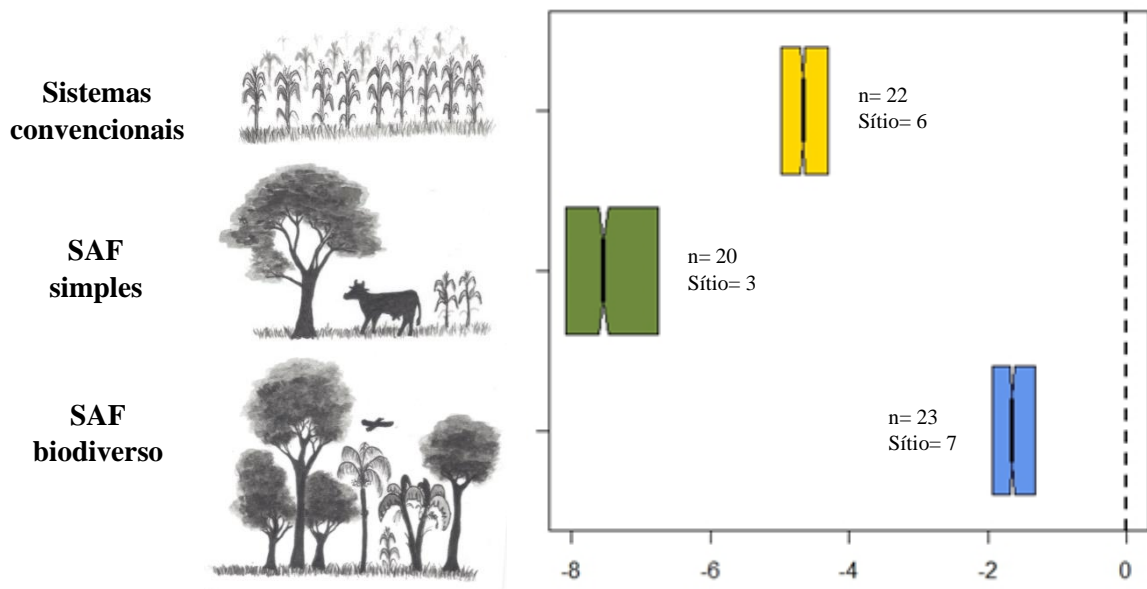 Sistemas
convencionais
n= 22
Sítio= 6
SAF
simples
n= 20
Sítio= 3
SAF
biodiverso
n= 23
Sítio= 7
-8 -6 -4 -2 0